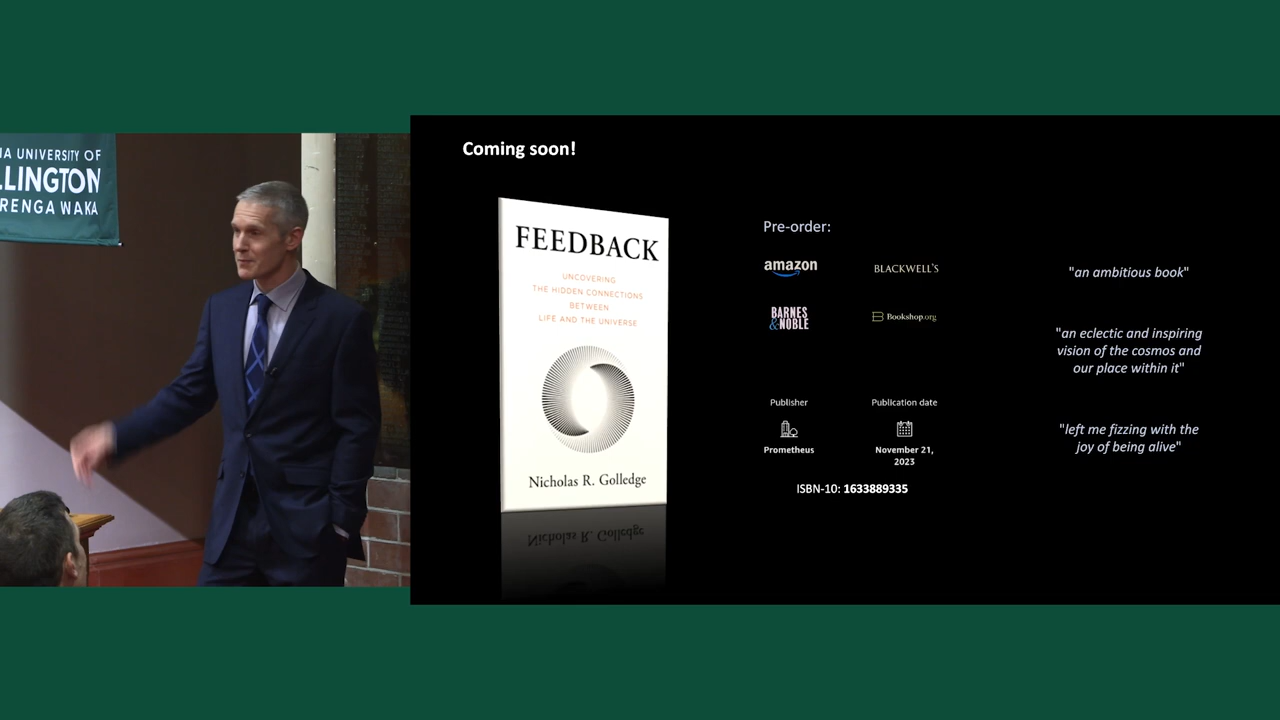 IA UNIVERSITY OF
LLINGTON
RENGA WAKA
Coming soon!
FEEDBACK
UNCOVERING
THE HIDDEN CONNECTIONS
BETWEEN
LIFE AND THE UNIVERSE
Nicholas R. Golledge
Nicholas R. Golledge
Pre-order:
amazon
BLACKWELL'S
BARNES
&NOBLE
Bookshop.org
Publisher
Publication date
Prometheus
November 21,
2023
ISBN-10: 1633889335
"an ambitious book"
"an eclectic and inspiring
vision of the cosmos and
our place within it"
"left me fizzing with the
joy of being alive"